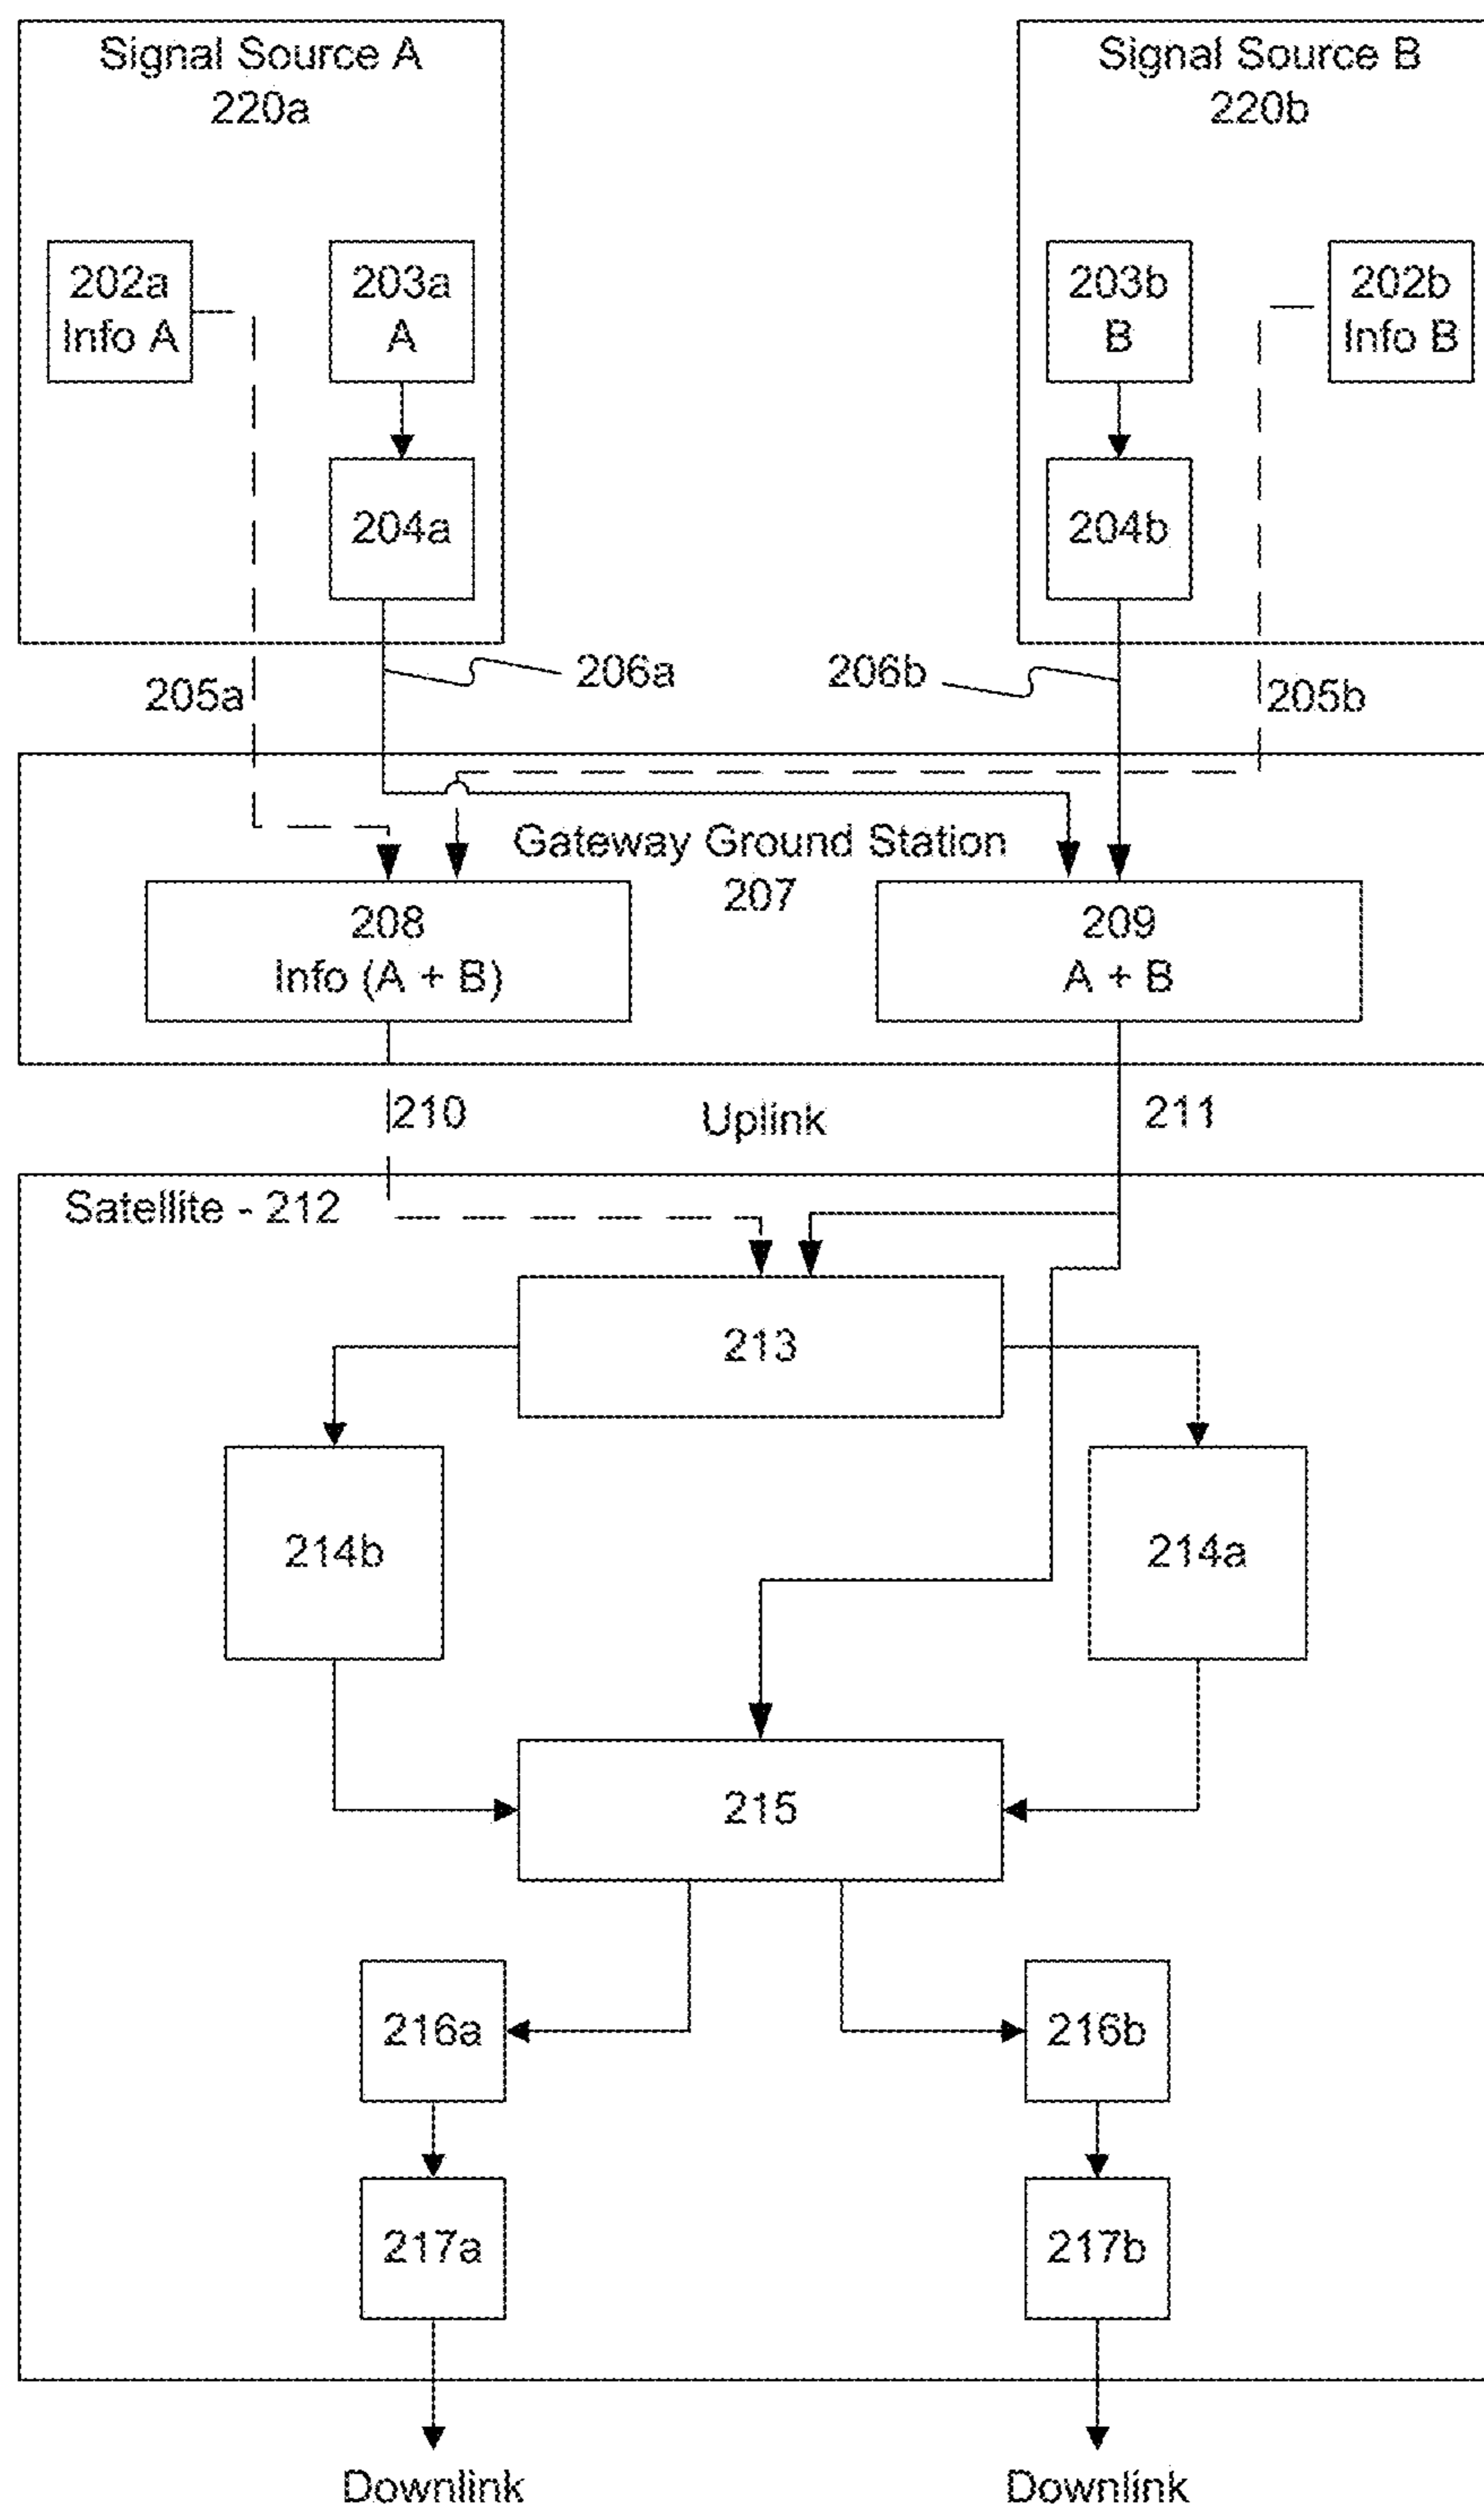 Signal Source A
220a
Signal Source B
220b
202a
Info A
203a
A
203b
B
202b
Info B
204a
204b
205a
206a
206b
205b
Gateway Ground Station
207
208
Info (A + B)
209
A + B
210
Uplink
211
Satellite - 212
213
214b
214a
215
216a
216b
217a
217b
Downlink
Downlink